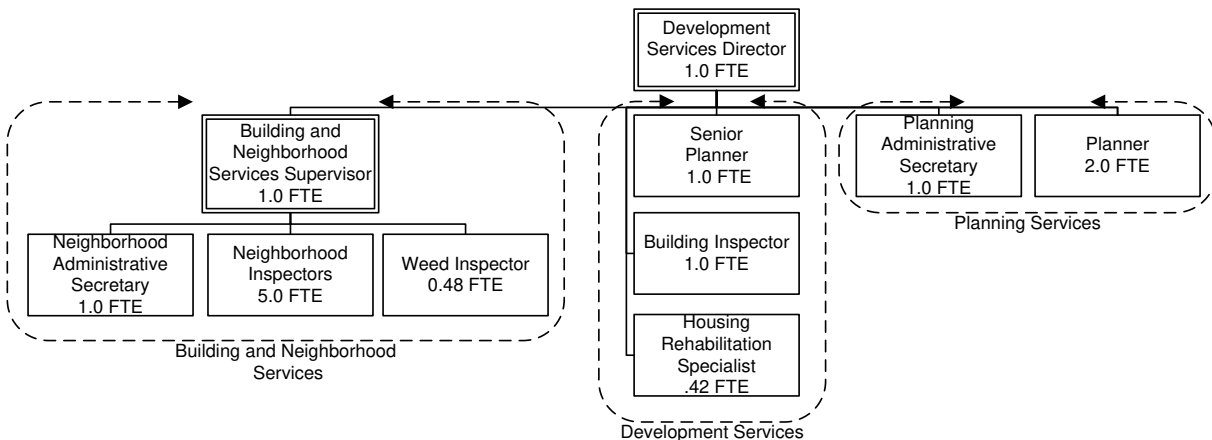 Development
Services Director
1.0 FTE
Building and
Neighborhood
Services Supervisor
1.0 FTE
Neighborhood
Administrative
Secretary
1.0 FTE
Neighborhood
Inspectors
5.0 FTE
Weed Inspector
0.48 FTE
Building and Neighborhood
Services
Senior
Planner
1.0 FTE
Building Inspector
1.0 FTE
Housing
Rehabilitation
Specialist
.42 FTE
Development Services
Planning
Administrative
Secretary
1.0 FTE
Planner
2.0 FTE
Planning Services